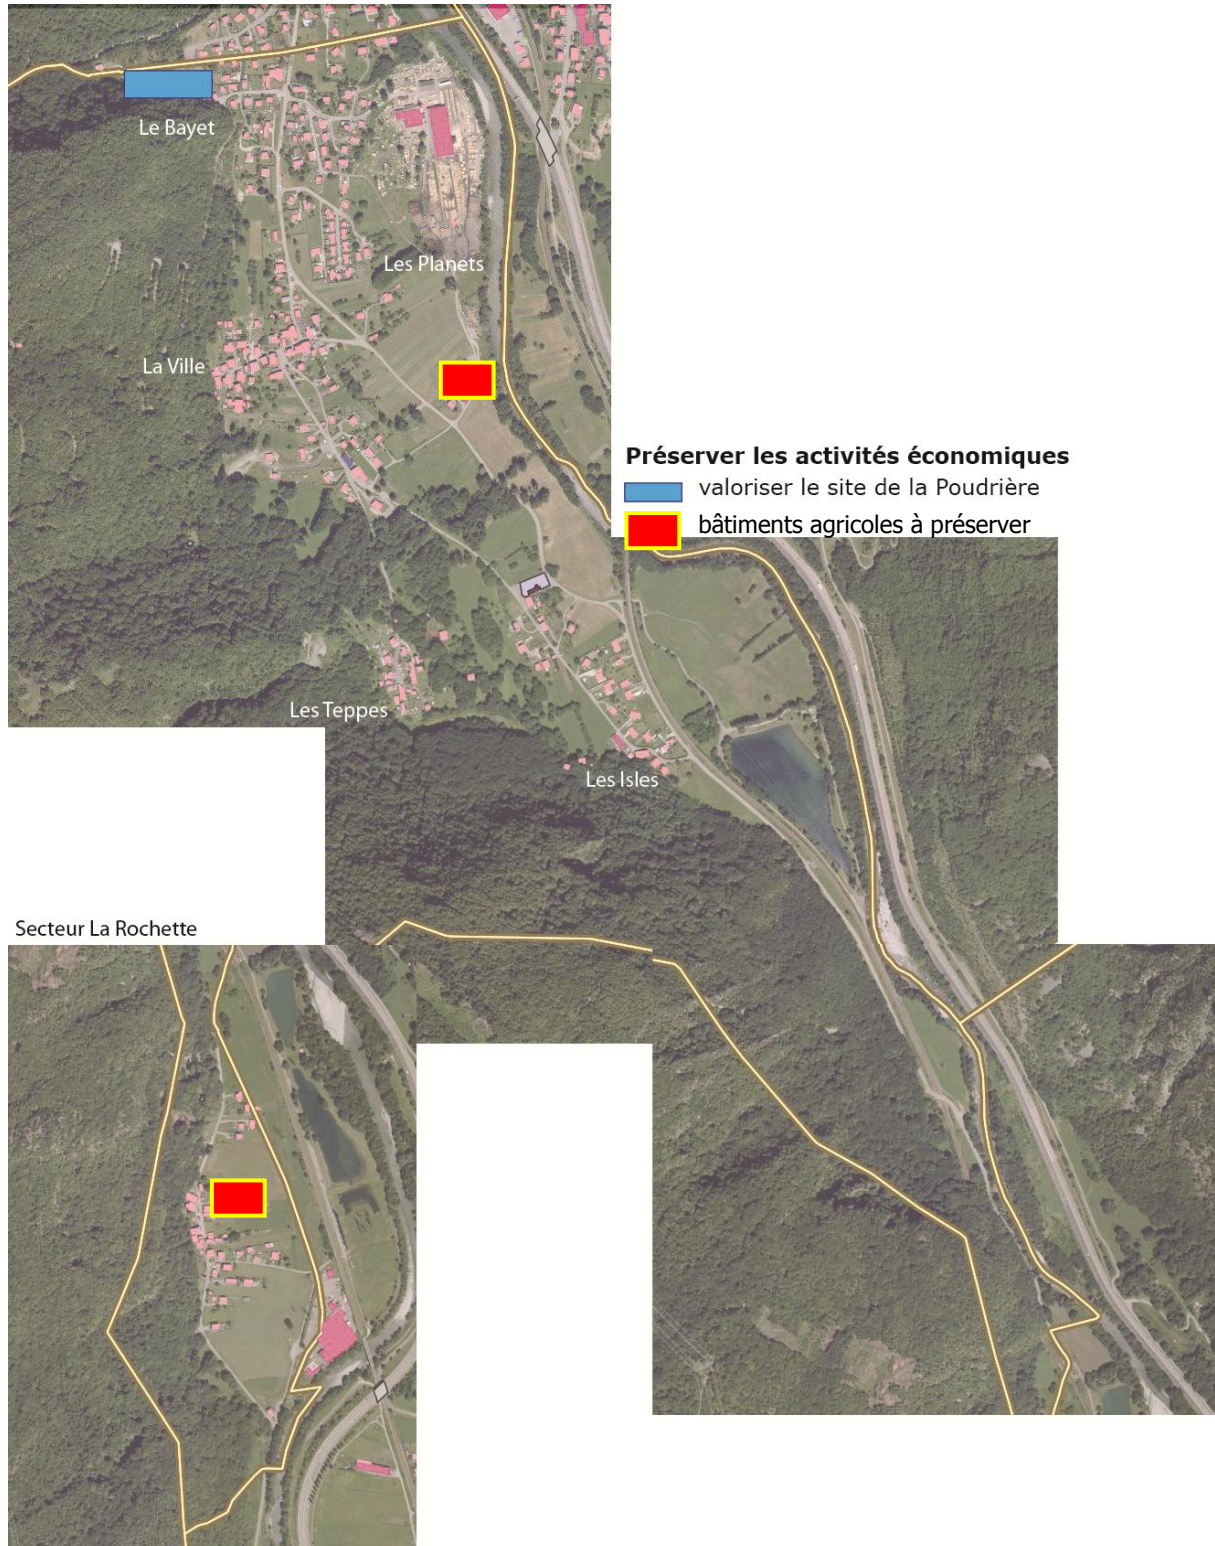 Le Bayet
Les Planets
La Ville
Préserver les activités économiques
valoriser le site de la Poudrière
bâtiments agricoles à préserver
Les Teppes
Les Isles
Secteur La Rochette